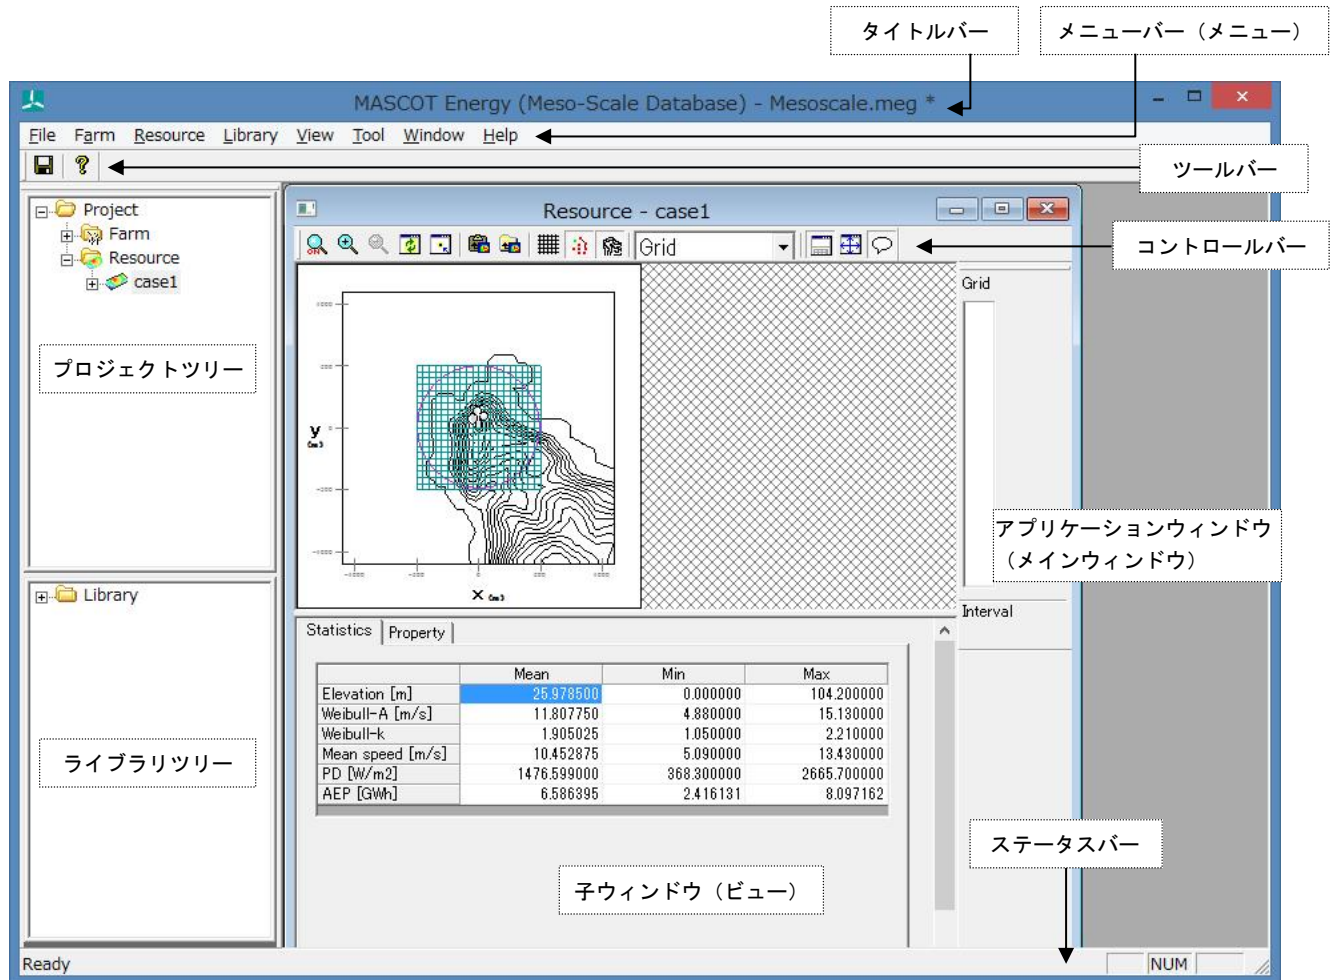 タイトルバー
メニューバー（メニュー）
MASCOT Energy (Meso-Scale Database) - Mesoscale.meg *
File Farm Resource Library View Tool Window Help
ツールバー
Project
Farm
Resource
case1
Resource - case1
Grid
コントロールバー
Grid
プロジェクトツリー
y
x
アプリケーションウィンドウ
（メインウィンドウ）
Interval
Library
Statistics Property
Mean Min Max
Elevation [m] 25.978500 0.000000 104.200000
Weibull-A [m/s] 11.807750 4.880000 15.130000
Weibull-k 1.905025 1.050000 2.210000
Mean speed [m/s] 10.452875 5.090000 13.430000
PD [W/m2] 1476.599000 368.300000 2665.700000
AEP [GWh] 6.586395 2.416131 8.097162
ライブラリツリー
ステータスバー
子ウィンドウ（ビュー）
Ready
NUM